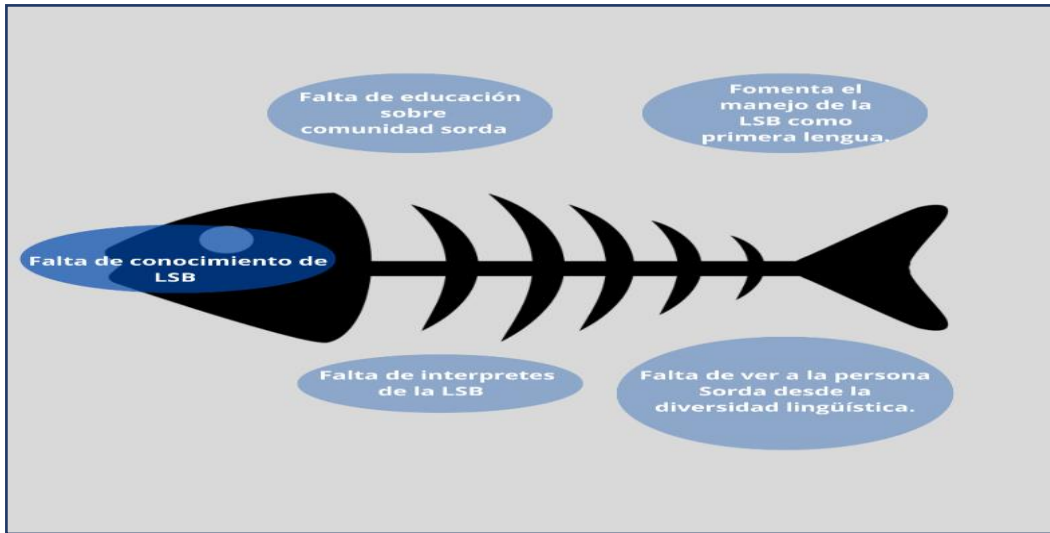 Falta de educación
sobre
comunidad sorda
Fomenta el
manejo de la
LSB como
primera lengua.
Falta de conocimiento de
LSB
Falta de interpretes
de la LSB
Falta de ver a la persona
Sorda desde la
diversidad lingüística.